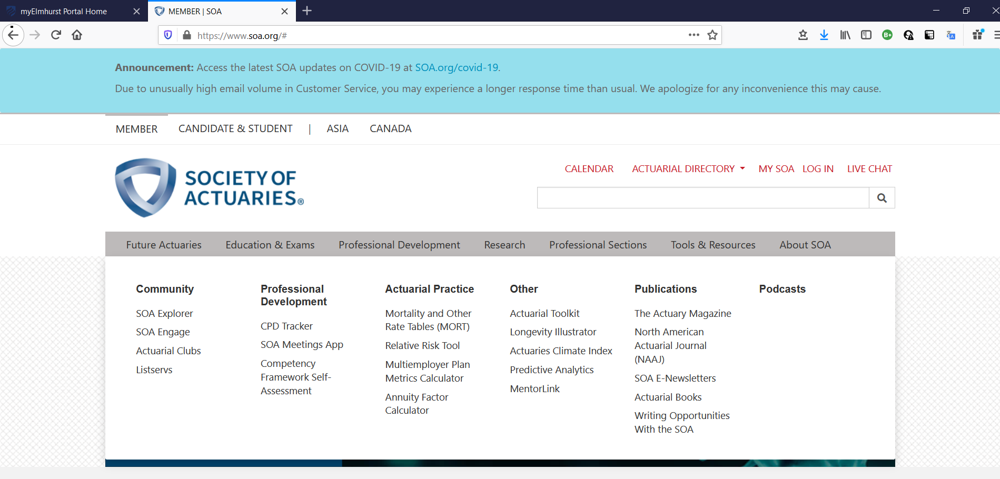 myElmhurst Portal Home
MEMBER | SOA
https://www.soa.org/#
Announcement: Access the latest SOA updates on COVID-19 at SOA.org/covid-19.
Due to unusually high email volume in Customer Service, you may experience a longer response time than usual. We apologize for any inconvenience this may cause.
MEMBER
CANDIDATE & STUDENT
|
ASIA
CANADA
SOCIETY OF
ACTUARIES®
CALENDAR
ACTUARIAL DIRECTORY
MY SOA
LOG IN
LIVE CHAT
Future Actuaries
Education & Exams
Professional Development
Research
Professional Sections
Tools & Resources
About SOA
Community
SOA Explorer
SOA Engage
Actuarial Clubs
Listservs
Professional
Development
CPD Tracker
SOA Meetings App
Competency
Framework Self-
Assessment
Actuarial Practice
Mortality and Other
Rate Tables (MORT)
Relative Risk Tool
Multiemployer Plan
Metrics Calculator
Annuity Factor
Calculator
Other
Actuarial Toolkit
Longevity Illustrator
Actuaries Climate Index
Predictive Analytics
MentorLink
Publications
The Actuary Magazine
North American
Actuarial Journal
(NAAJ)
SOA E-Newsletters
Actuarial Books
Writing Opportunities
With the SOA
Podcasts